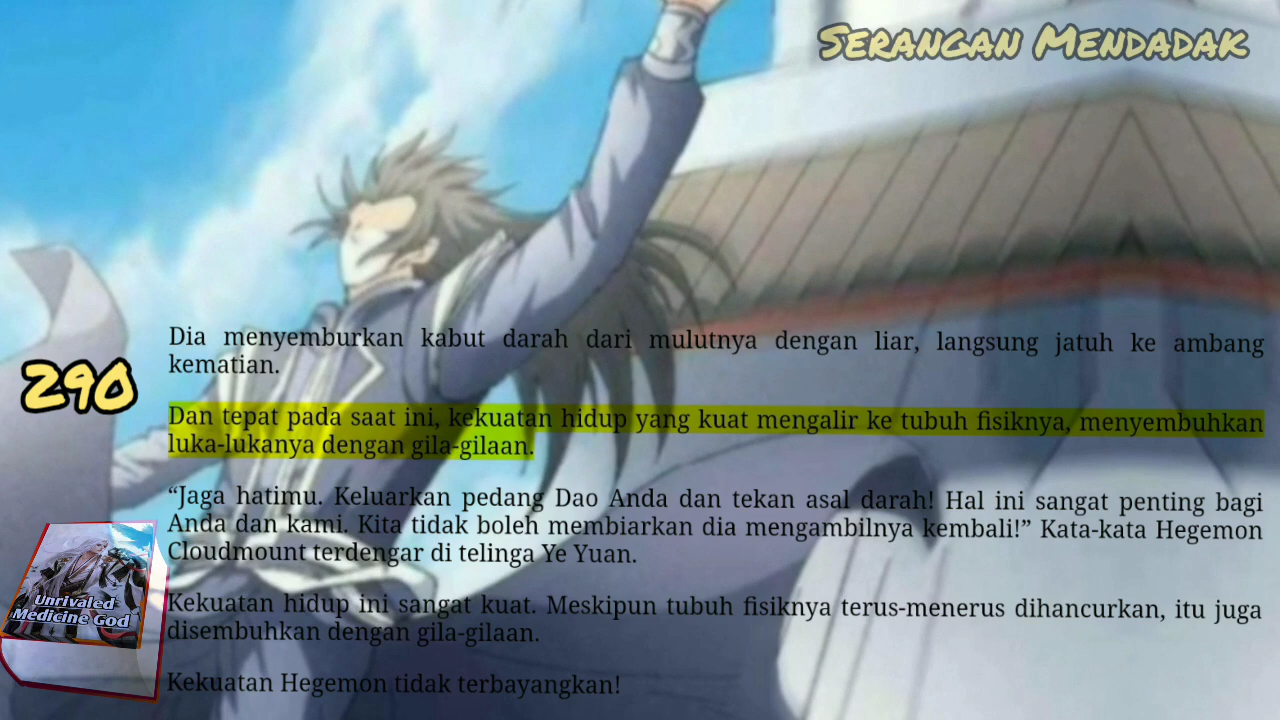 Serangan Mendadak
Dia menyemburkan kabut darah dari mulutnya dengan liar, langsung jatuh ke ambang
kematian.
290
Dan tepat pada saat ini, kekuatan hidup yang kuat mengalir ke tubuh fisiknya, menyembuhkan
luka-lukanya dengan gila-gilaan.
“Jaga hatimu. Keluarkan pedang Dao Anda dan tekan asal darah! Hal ini sangat penting bagi
Anda dan kami. Kita tidak boleh membiarkan dia mengambilnya kembali!” Kata-kata Hegemon
Cloudmount terdengar di telinga Ye Yuan.
Unrivaled
Medicine God
Kekuatan hidup ini sangat kuat. Meskipun tubuh fisiknya terus-menerus dihancurkan, itu juga
disembuhkan dengan gila-gilaan.
Kekuatan Hegemon tidak terbayangkan!